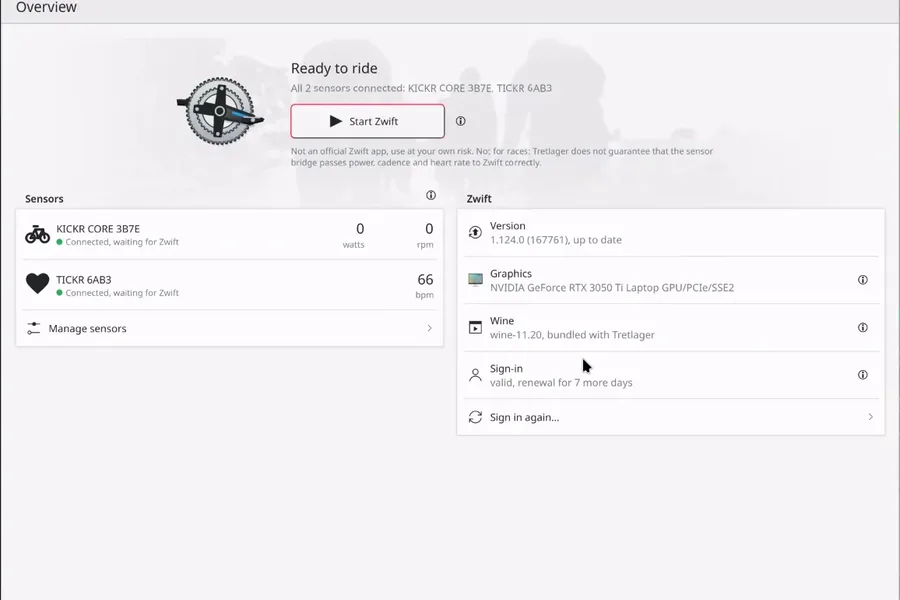 Overview
Ready to ride
All 2 sensors connected: KICKR CORE 3B7E, TICKR 6AB3
Start Zwift
Not an official Zwift app, use at your own risk. No; for races: Tretlager does not guarantee that the sensor
bridge passes power, cadence and heart rate to Zwift correctly.
Sensors
KICKR CORE 3B7E
Connected, waiting for Zwift
0
watts
0
rpm
TICKR 6AB3
Connected, waiting for Zwift
66
bpm
Manage sensors
Zwift
Version
1.124.0 (167761), up to date
Graphics
NVIDIA GeForce RTX 3050 Ti Laptop GPU/PCIe/SSE2
Wine
wine-11.20, bundled with Tretlager
Sign-in
valid, renewal for 7 more days
Sign in again...